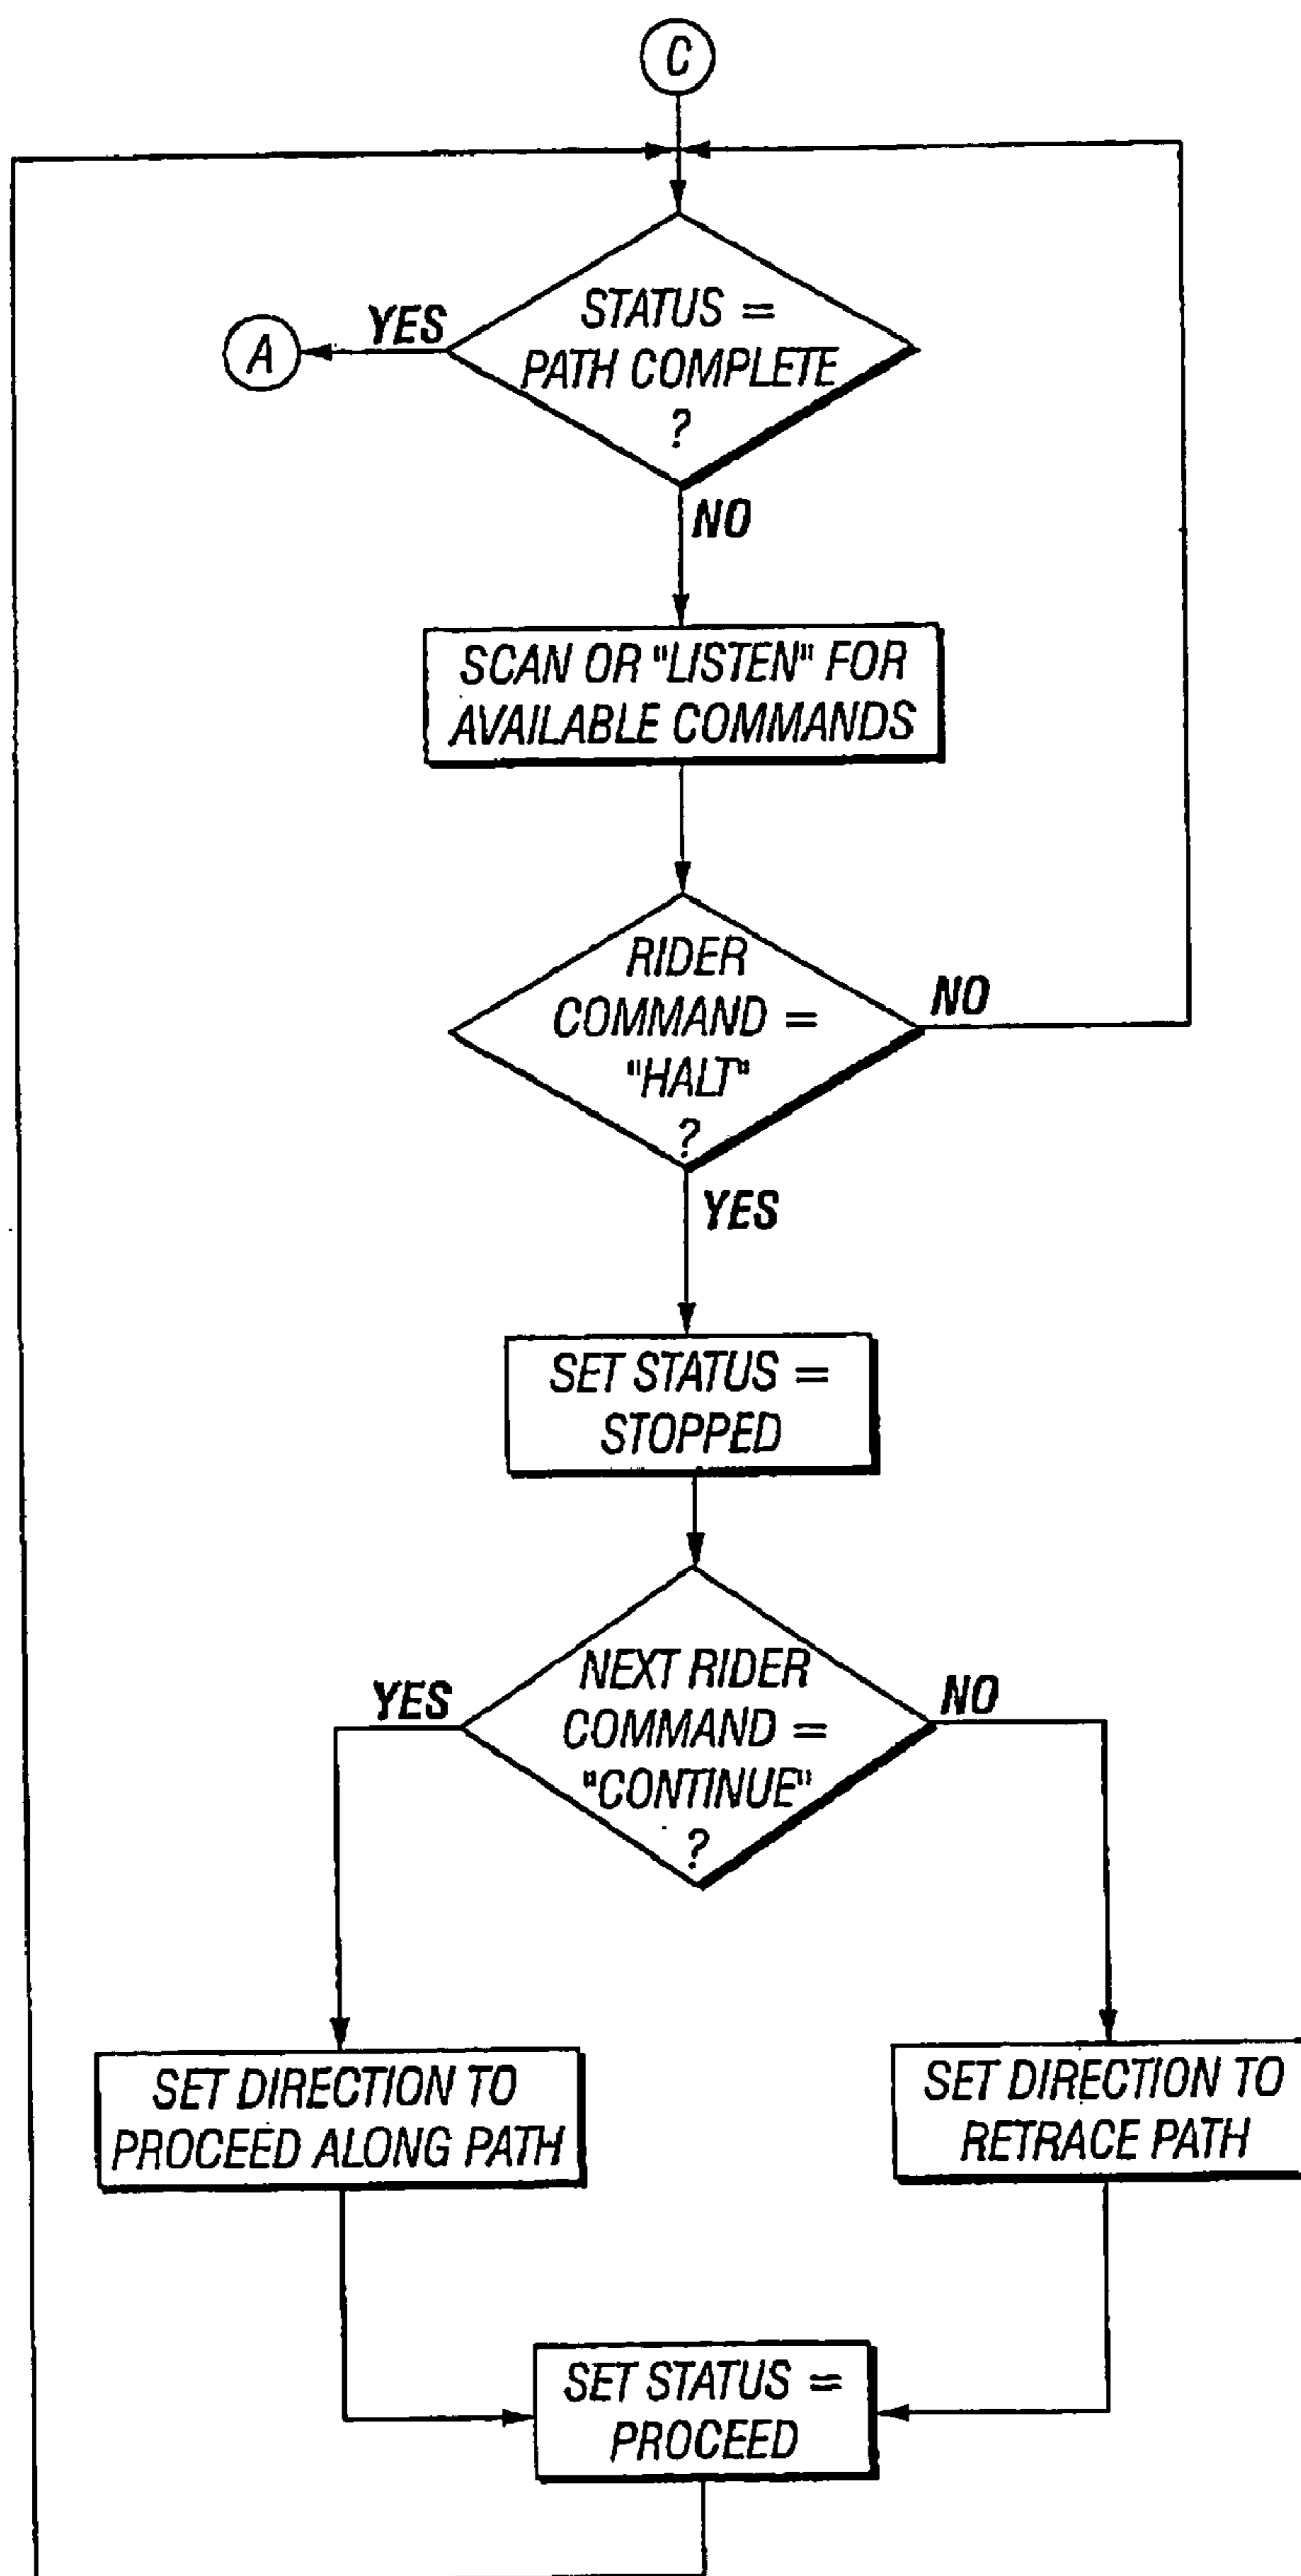 C
STATUS =
PATH COMPLETE
?
YES
A
NO
SCAN OR "LISTEN" FOR
AVAILABLE COMMANDS
RIDER
COMMAND =
"HALT"
?
NO
YES
SET STATUS =
STOPPED
NEXT RIDER
COMMAND =
"CONTINUE"
?
YES
NO
SET DIRECTION TO
PROCEED ALONG PATH
SET DIRECTION TO
RETRACE PATH
SET STATUS =
PROCEED